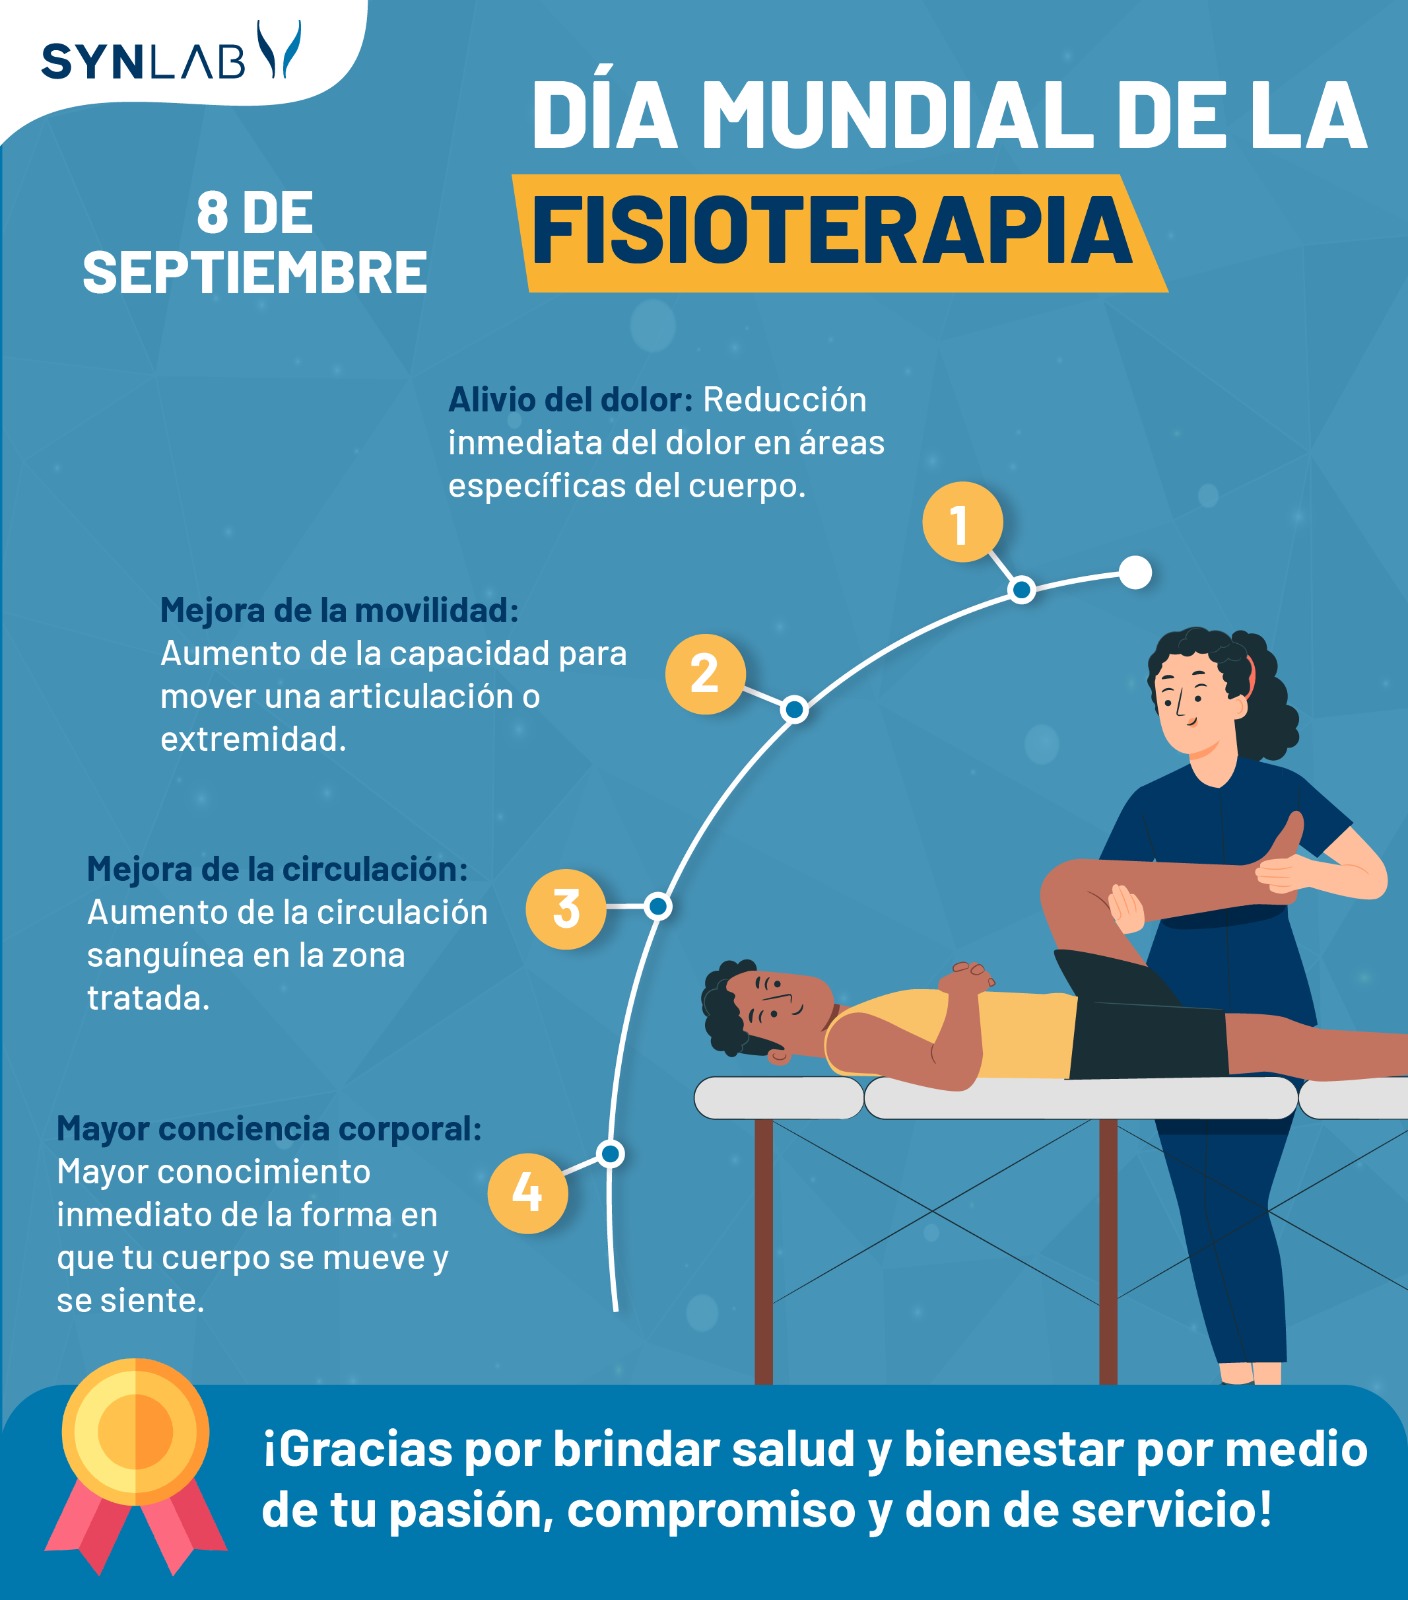 SYNLAB
DÍA MUNDIAL DE LA
FISIOTERAPIA
8 DE
SEPTIEMBRE
Alivio del dolor: Reducción
inmediata del dolor en áreas
específicas del cuerpo.
1
Mejora de la movilidad:
Aumento de la capacidad para
mover una articulación o
extremidad.
2
Mejora de la circulación:
Aumento de la circulación
sanguínea en la zona
tratada.
3
Mayor conciencia corporal:
Mayor conocimiento
inmediato de la forma en
que tu cuerpo se mueve y
se siente.
4
¡Gracias por brindar salud y bienestar por medio
de tu pasión, compromiso y don de servicio!